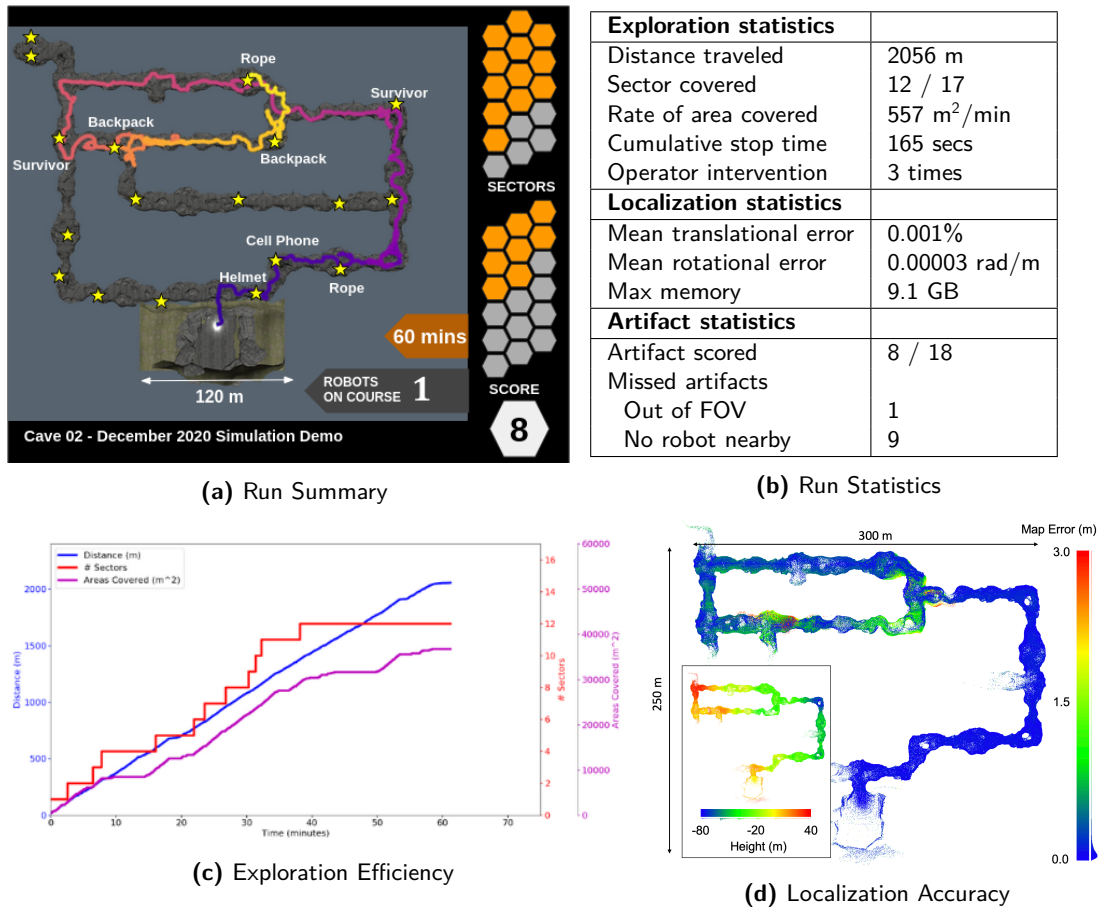 Rope
Survivor
Backpack
Backpack
Survivor
Cell Phone
Helmet
Rope
60 mins
120 m
ROBOTS
ON COURSE 1
SECTORS
SCORE
8
Cave 02 - December 2020 Simulation Demo
(a) Run Summary
Exploration statistics
Distance traveled 2056 m
Sector covered 12 / 17
Rate of area covered 557 m²/min
Cumulative stop time 165 secs
Operator intervention 3 times
Localization statistics
Mean translational error 0.001%
Mean rotational error 0.00003 rad/m
Max memory 9.1 GB
Artifact statistics
Artifact scored 8 / 18
Missed artifacts
Out of FOV 1
No robot nearby 9
(b) Run Statistics
Distance (m)
# Sectors
Areas Covered (m^2)
2000
1500
1000
500
0
Distance (m)
0 10 20 30 40 50 60 70
Time (minutes)
16
14
12
10
8
6
4
2
0
# Sectors
60000
50000
40000
30000
20000
10000
0
Areas Covered (m^2)
(c) Exploration Efficiency
300 m
250 m
Map Error (m)
3.0
1.5
0.0
-80 -20 40
Height (m)
(d) Localization Accuracy